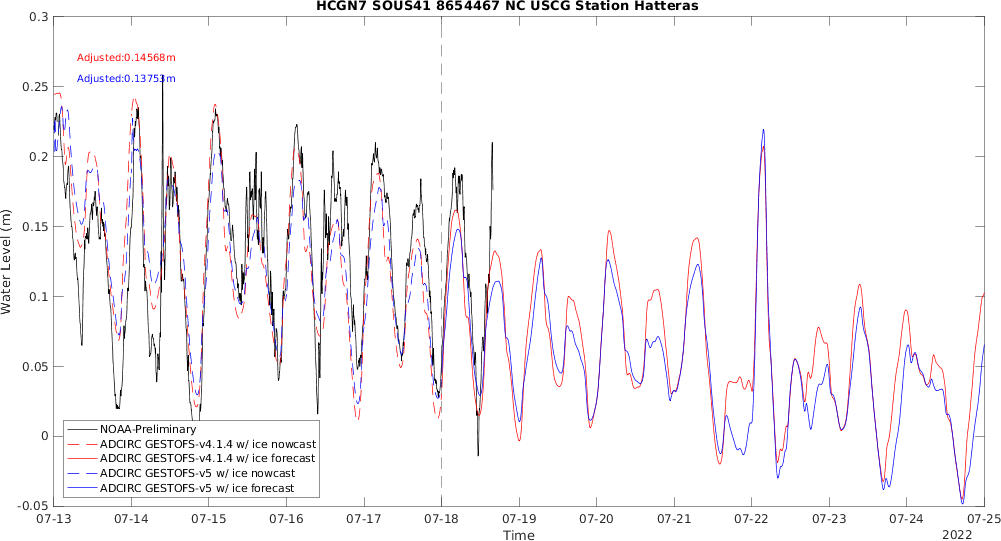 HCGN7 SOUS41 8654467 NC USCG Station Hatteras
0.3
0.25
0.2
0.15
0.1
0.05
0
-0.05
Water Level (m)
Adjusted:0.14568m
Adjusted:0.13753m
NOAA-Preliminary
ADCIRC GESTOFS-v4.1.4 w/ ice nowcast
ADCIRC GESTOFS-v4.1.4 w/ ice forecast
ADCIRC GESTOFS-v5 w/ ice nowcast
ADCIRC GESTOFS-v5 w/ ice forecast
07-13 07-14 07-15 07-16 07-17 07-18 07-19 07-20 07-21 07-22 07-23 07-24 07-25
Time
2022